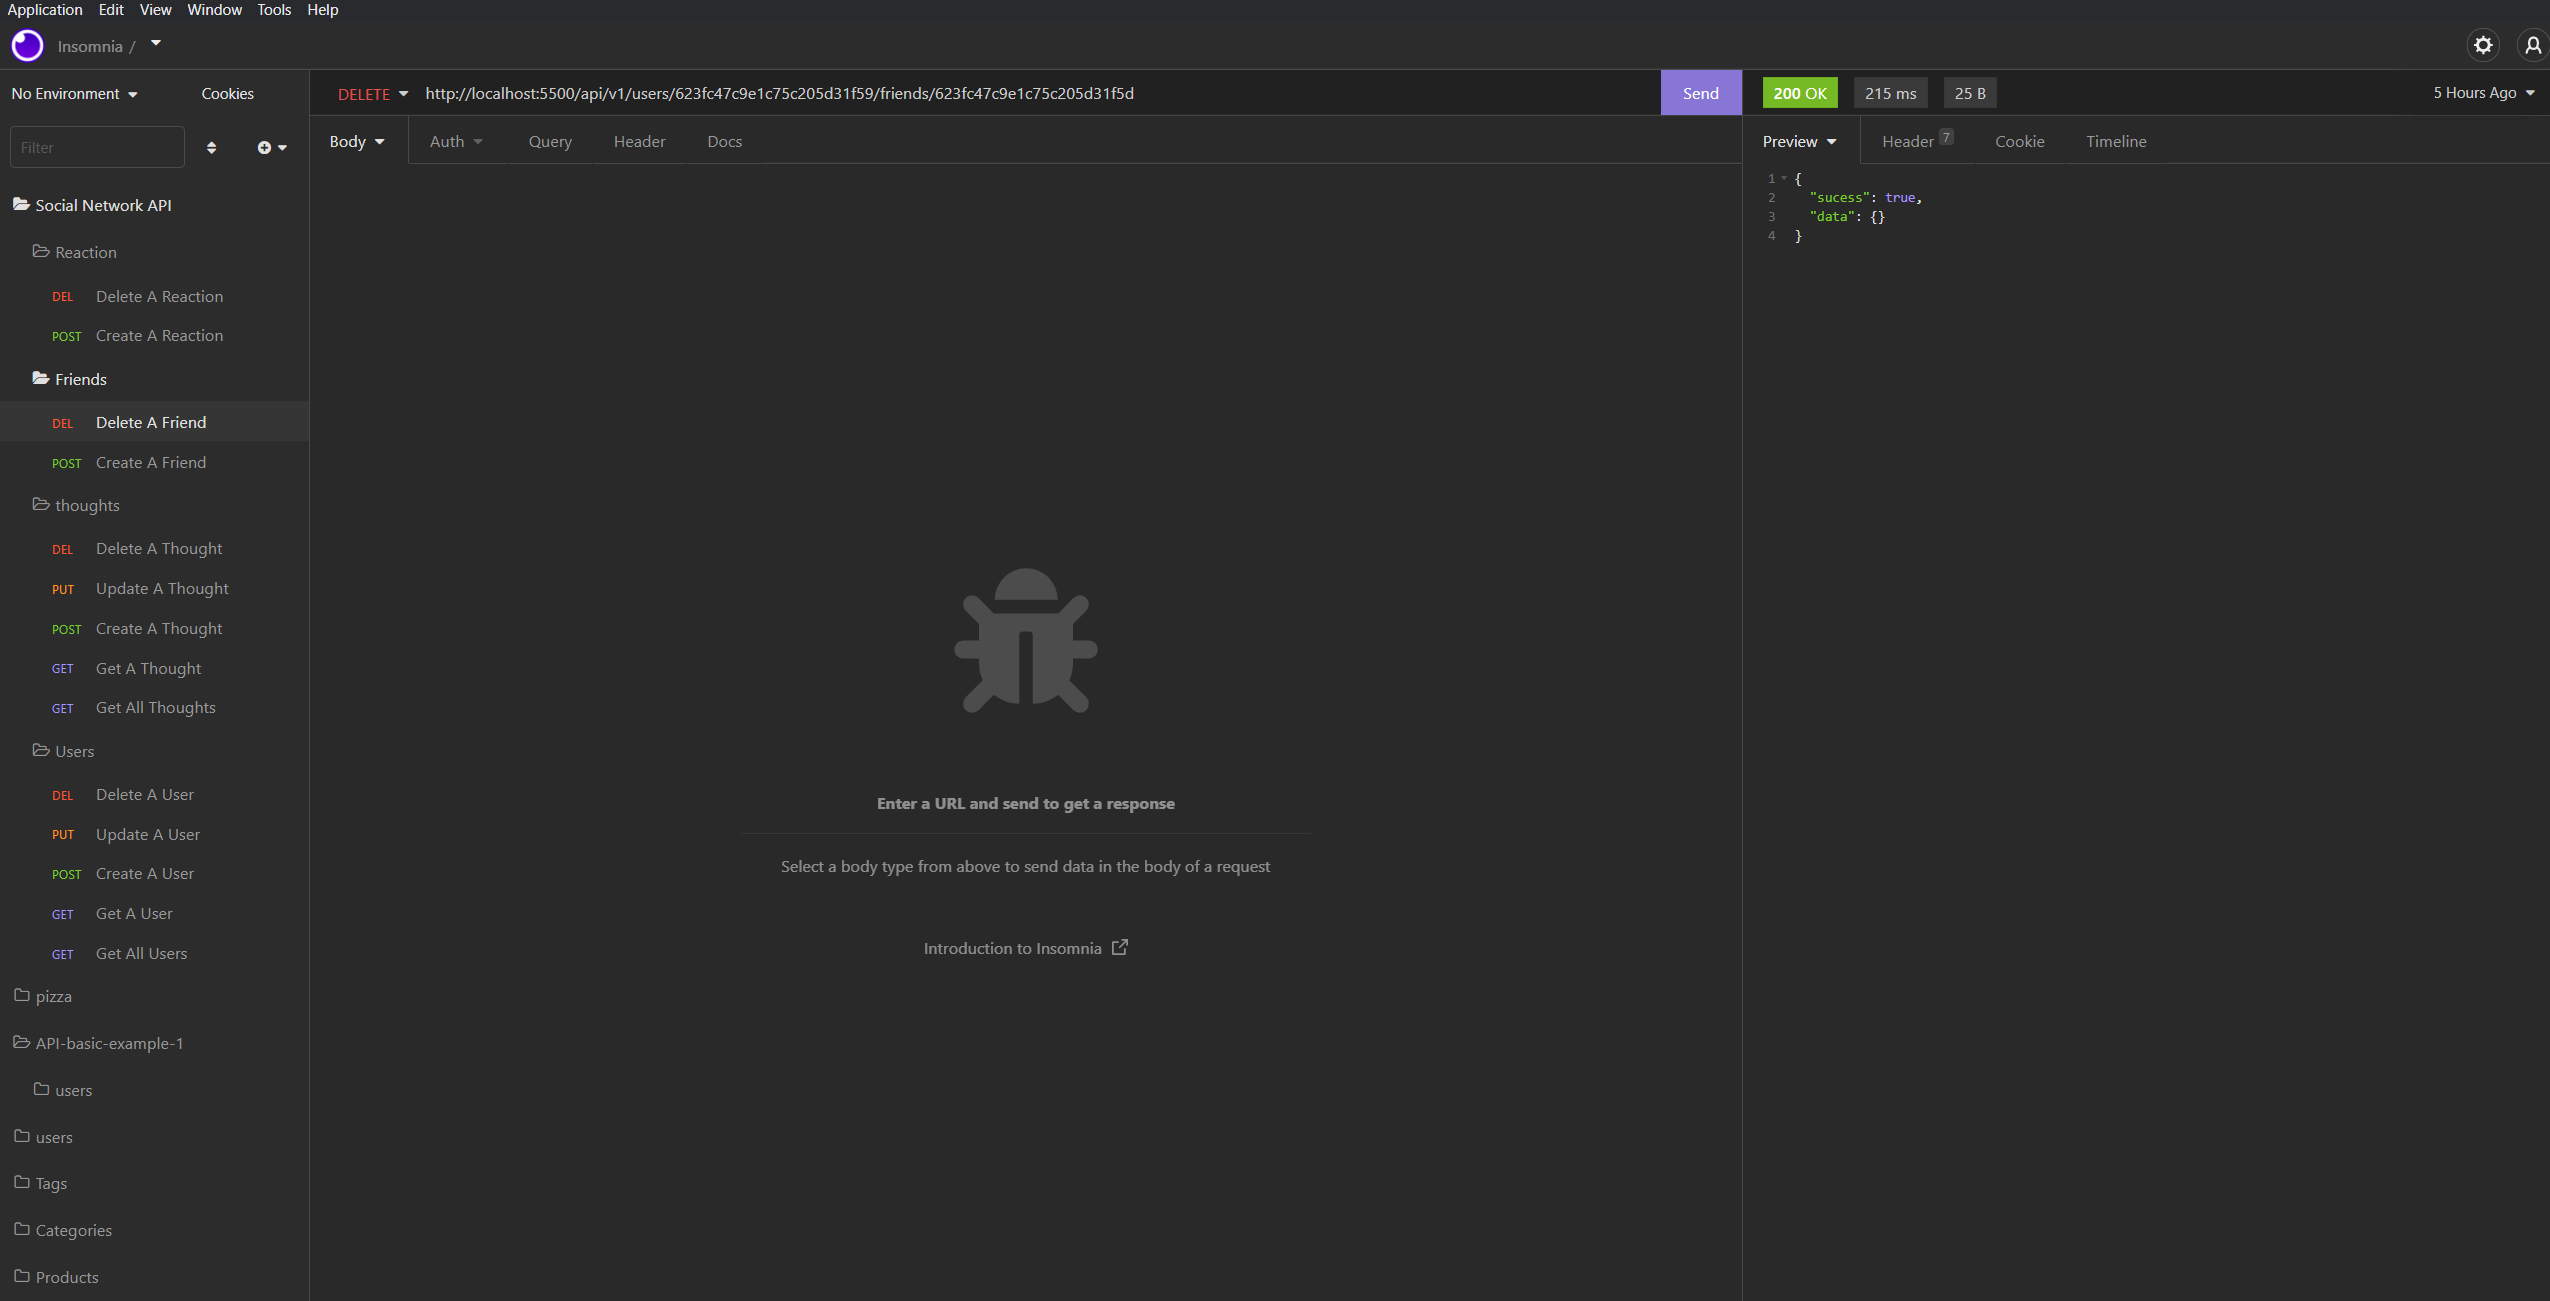 Application Edit View Window Tools Help
Insomnia /
No Environment Cookies
Filter
Social Network API
Reaction
DEL Delete A Reaction
POST Create A Reaction
Friends
DEL Delete A Friend
POST Create A Friend
thoughts
DEL Delete A Thought
PUT Update A Thought
POST Create A Thought
GET Get A Thought
GET Get All Thoughts
Users
DEL Delete A User
PUT Update A User
POST Create A User
GET Get A User
GET Get All Users
pizza
API-basic-example-1
users
users
Tags
Categories
Products
DELETE http://localhost:5500/api/v1/users/623fc47c9e1c75c205d31f59/friends/623fc47c9e1c75c205d31f5d Send
Body Auth Query Header Docs
Enter a URL and send to get a response
Select a body type from above to send data in the body of a request
Introduction to Insomnia
200 OK 215 ms 25 B 5 Hours Ago
Preview Header 7 Cookie Timeline
1 {
2 "sucess": true,
3 "data": {}
4 }